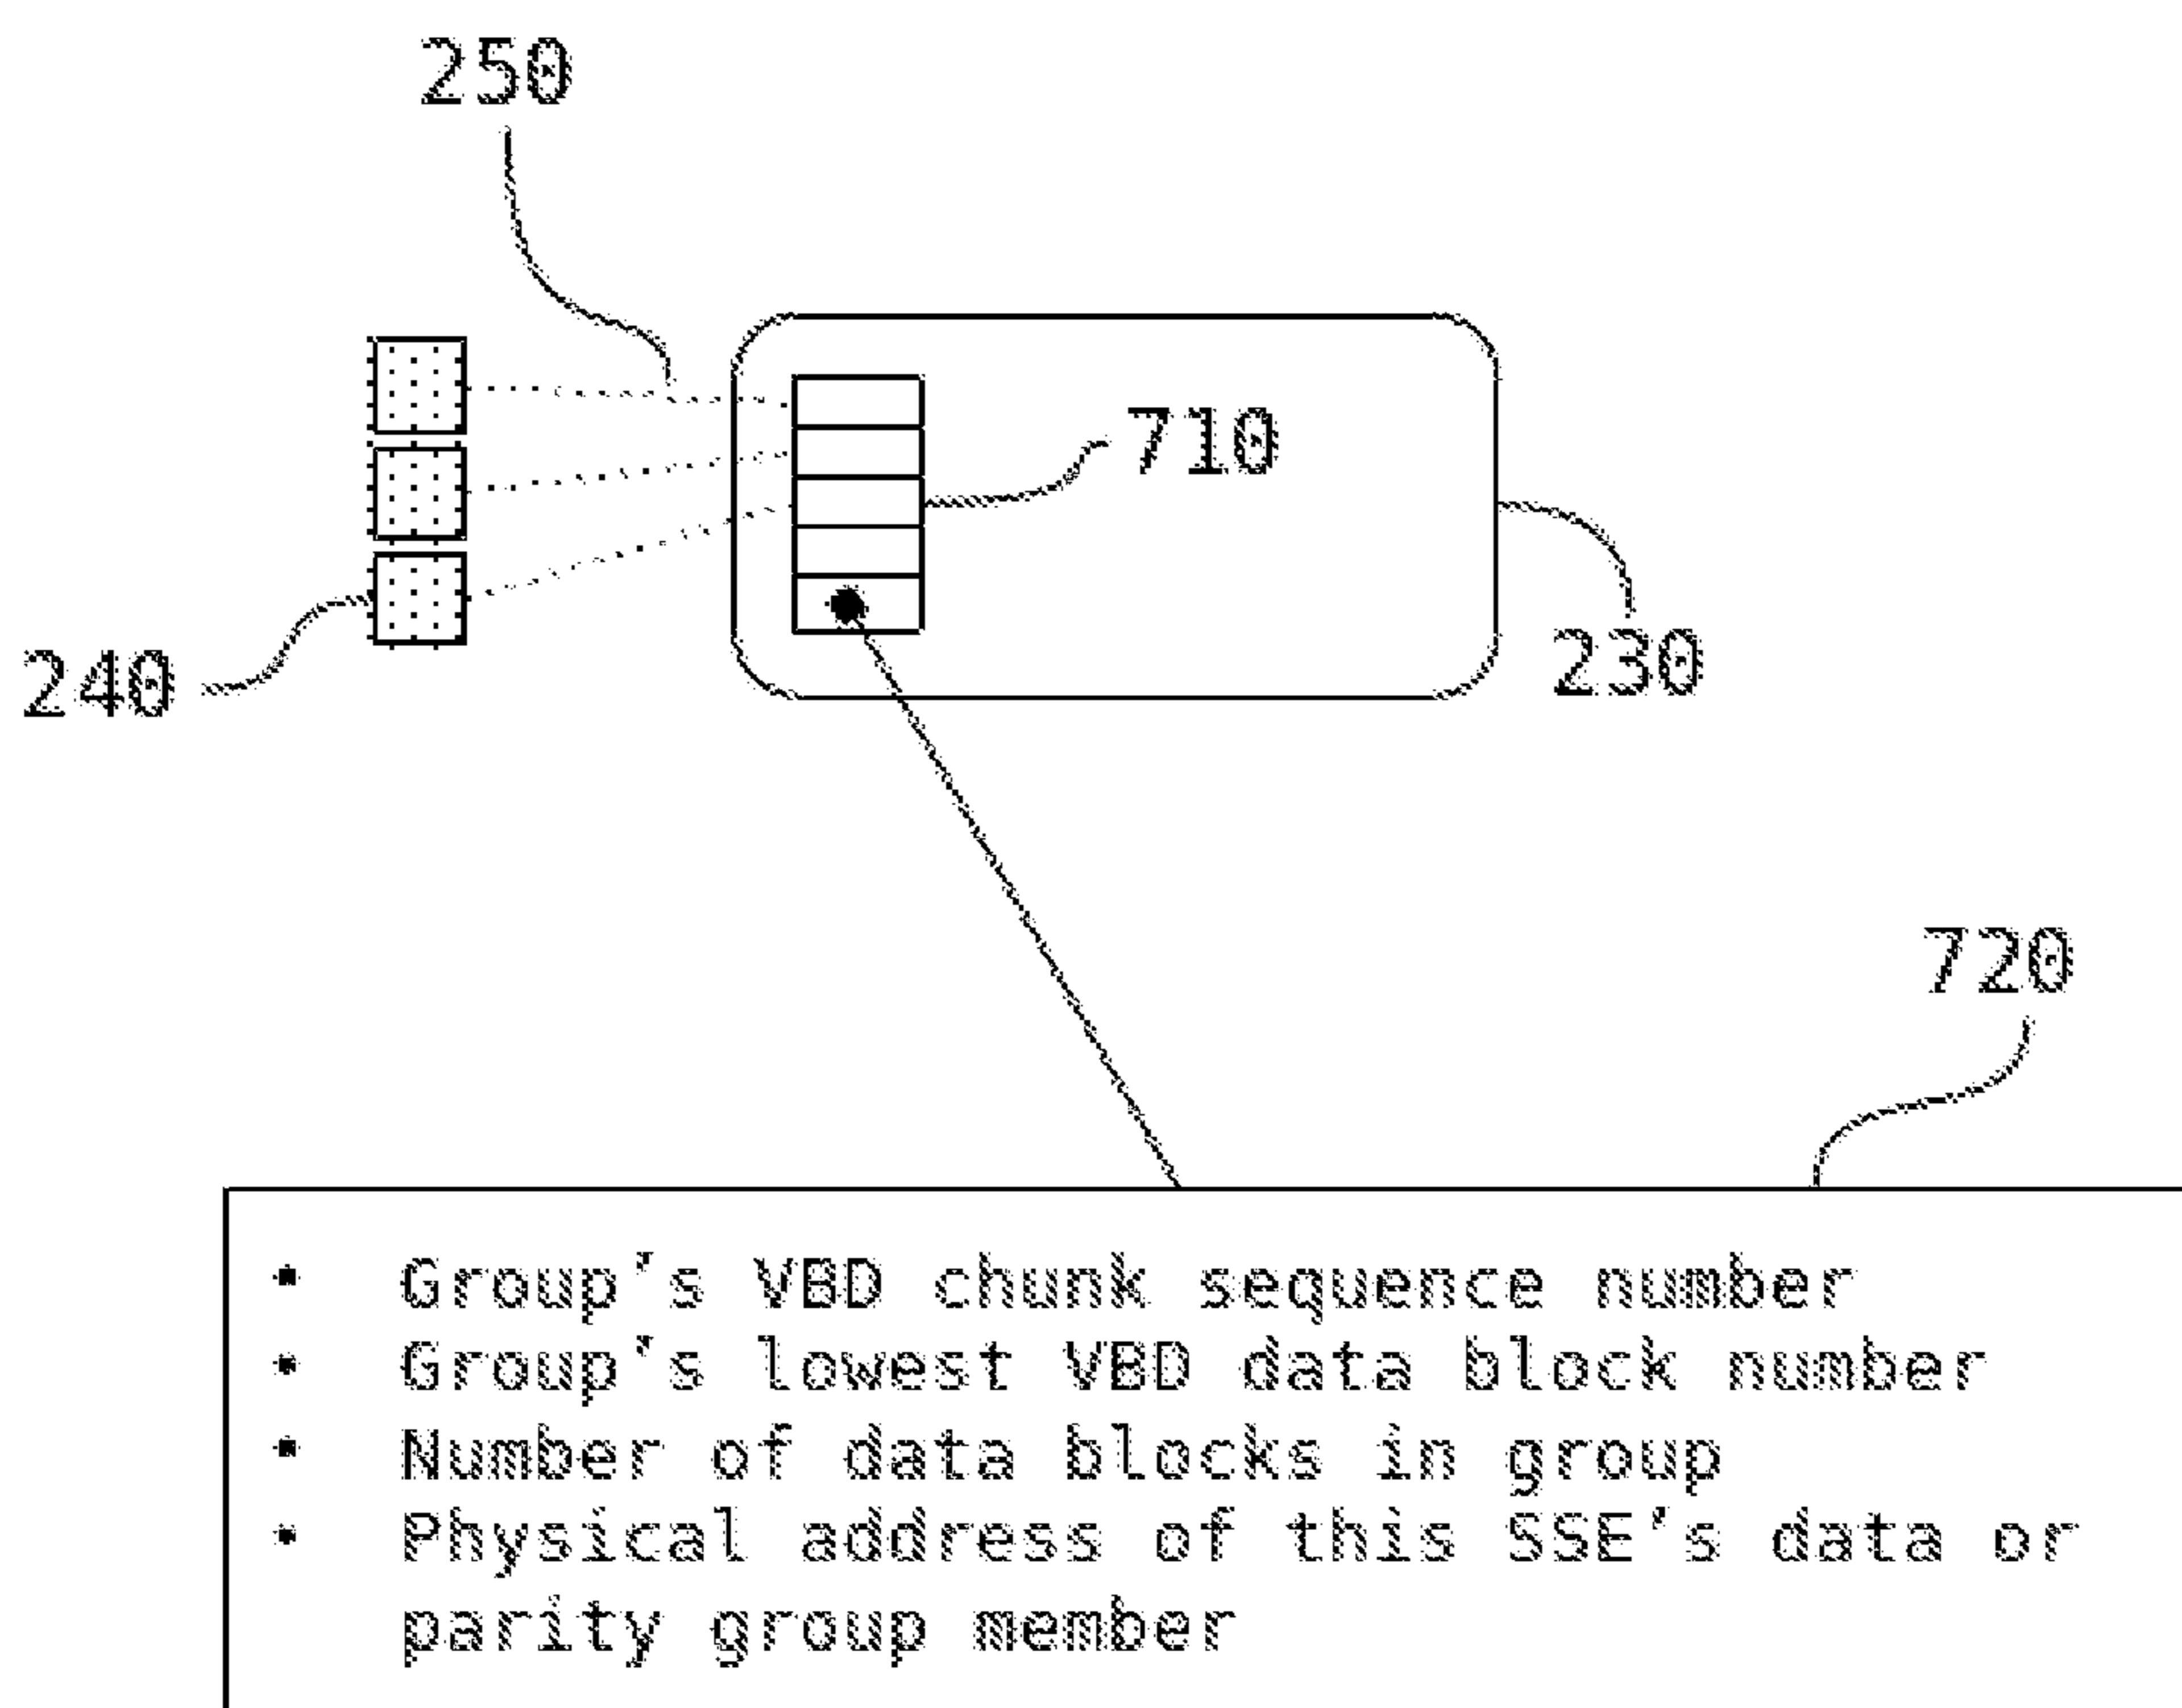 250
710
240
230
720
• Group's VBD chunk sequence number
• Group's lowest VBD data block number
• Number of data blocks in group
• Physical address of this SSE's data or
parity group member